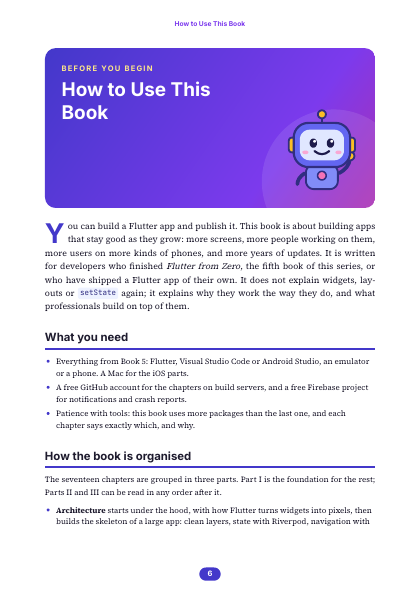 How to Use This Book
BEFORE YOU BEGIN
How to Use This
Book
You can build a Flutter app and publish it. This book is about building apps
that stay good as they grow: more screens, more people working on them,
more users on more kinds of phones, and more years of updates. It is written
for developers who finished Flutter from Zero, the fifth book of this series, or
who have shipped a Flutter app of their own. It does not explain widgets, lay-
outs or setState again; it explains why they work the way they do, and what
professionals build on top of them.
What you need
• Everything from Book 5: Flutter, Visual Studio Code or Android Studio, an emulator
or a phone. A Mac for the iOS parts.
• A free GitHub account for the chapters on build servers, and a free Firebase project
for notifications and crash reports.
• Patience with tools: this book uses more packages than the last one, and each
chapter says exactly which, and why.
How the book is organised
The seventeen chapters are grouped in three parts. Part I is the foundation for the rest;
Parts II and III can be read in any order after it.
• Architecture starts under the hood, with how Flutter turns widgets into pixels, then
builds the skeleton of a large app: clean layers, state with Riverpod, navigation with
6